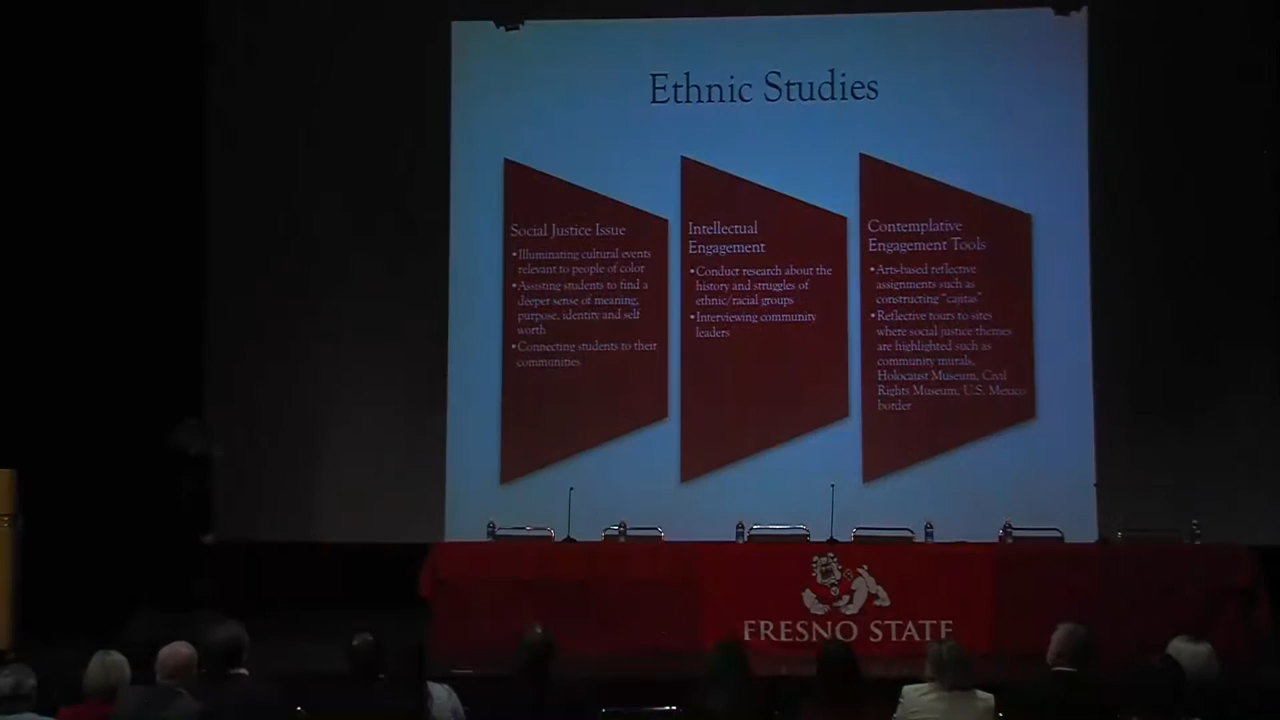 Ethnic Studies
Social Justice Issue
•Illuminating cultural events
relevant to people of color
•Assisting students to find a
deeper sense of meaning,
purpose, identity and self
worth
•Connecting students to their
communities
Intellectual
Engagement
•Conduct research about the
history and struggles of
ethnic/racial groups
•Interviewing community
leaders
Contemplative
Engagement Tools
•Arts-based reflective
assignments such as
constructing "cajitas"
•Reflective tours to sites
where social justice themes
are highlighted such as
community murals,
Holocaust Museum, Civil
Rights Museum, U.S. Mexico
border
FRESNO STATE